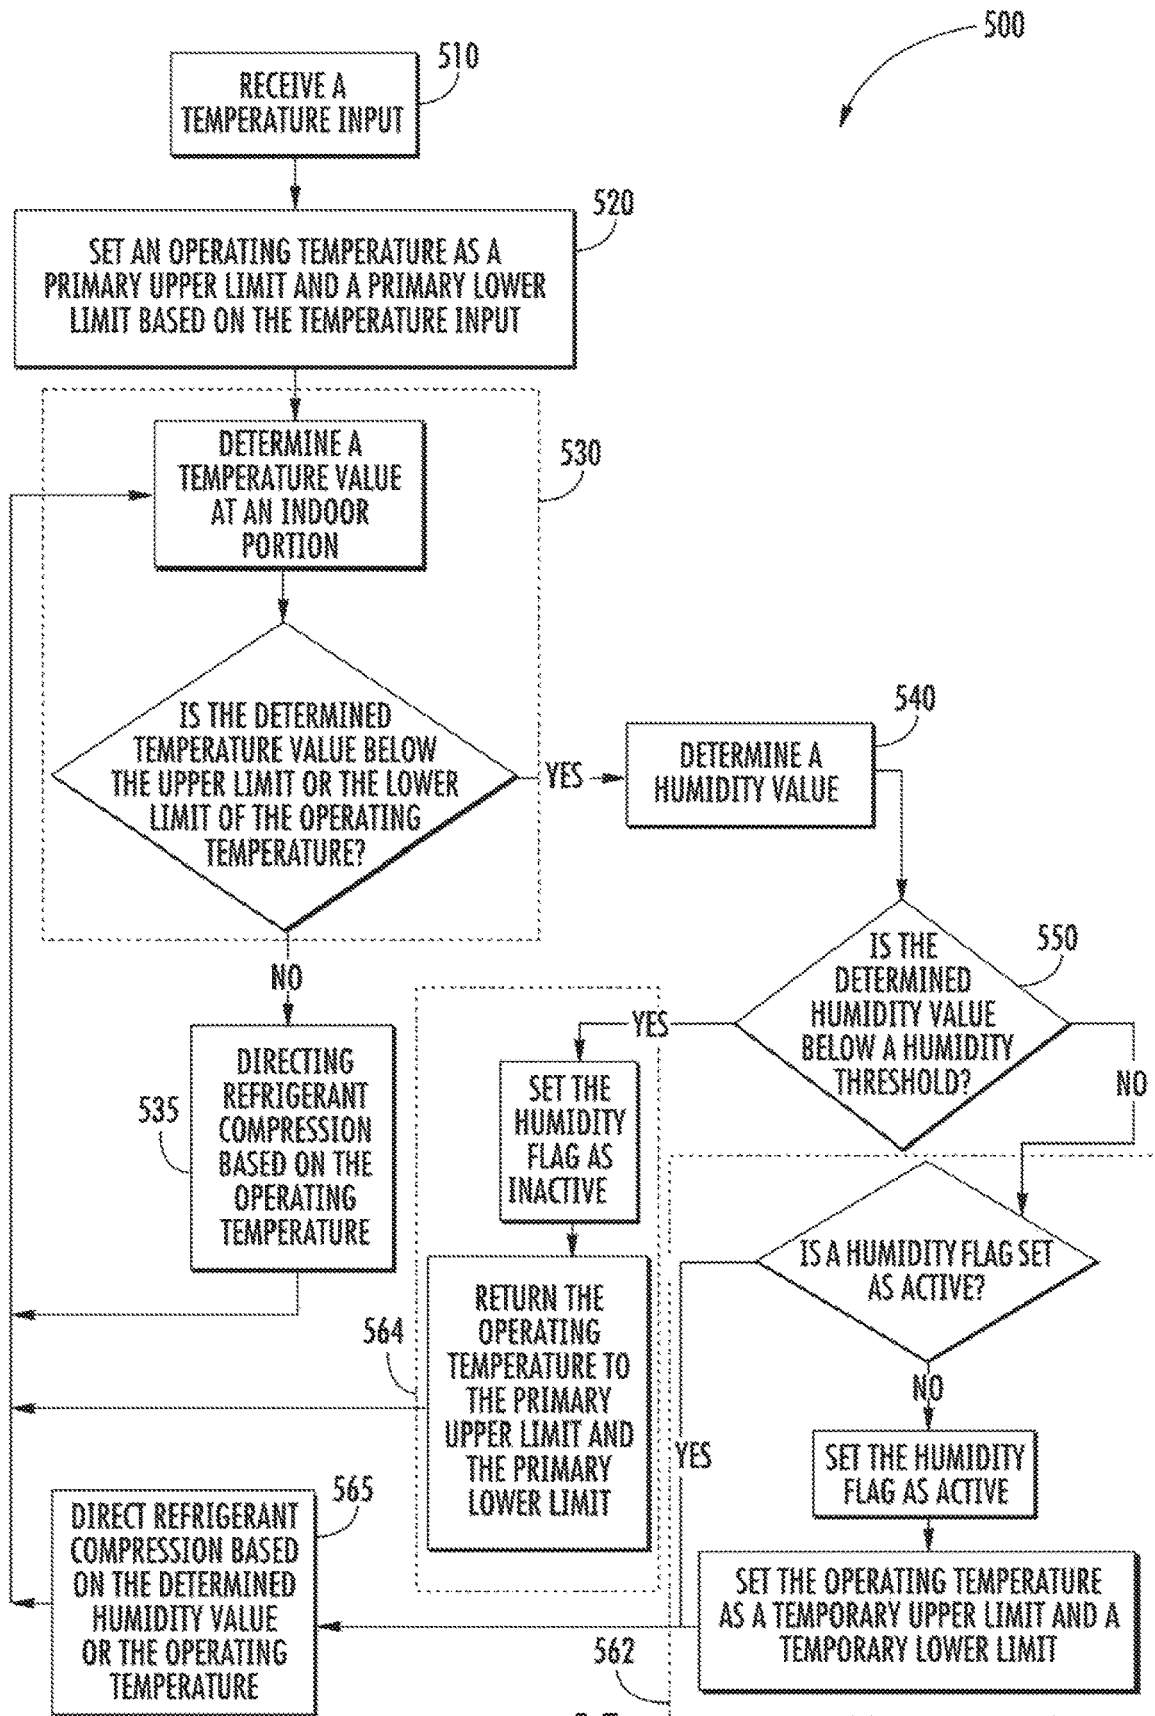 500
510
RECEIVE A
TEMPERATURE INPUT
520
SET AN OPERATING TEMPERATURE AS A
PRIMARY UPPER LIMIT AND A PRIMARY LOWER
LIMIT BASED ON THE TEMPERATURE INPUT
530
DETERMINE A
TEMPERATURE VALUE
AT AN INDOOR
PORTION
IS THE DETERMINED
TEMPERATURE VALUE BELOW
THE UPPER LIMIT OR THE LOWER
LIMIT OF THE OPERATING
TEMPERATURE?
YES
540
DETERMINE A
HUMIDITY VALUE
NO
535
DIRECTING
REFRIGERANT
COMPRESSION
BASED ON THE
OPERATING
TEMPERATURE
550
IS THE
DETERMINED
HUMIDITY VALUE
BELOW A HUMIDITY
THRESHOLD?
YES
NO
SET THE
HUMIDITY
FLAG AS
INACTIVE
564
RETURN THE
OPERATING
TEMPERATURE TO
THE PRIMARY
UPPER LIMIT AND
THE PRIMARY
LOWER LIMIT
IS A HUMIDITY FLAG SET
AS ACTIVE?
NO
YES
SET THE HUMIDITY
FLAG AS ACTIVE
SET THE OPERATING TEMPERATURE
AS A TEMPORARY UPPER LIMIT AND A
TEMPORARY LOWER LIMIT
562
565
DIRECT REFRIGERANT
COMPRESSION BASED
ON THE DETERMINED
HUMIDITY VALUE
OR THE OPERATING
TEMPERATURE